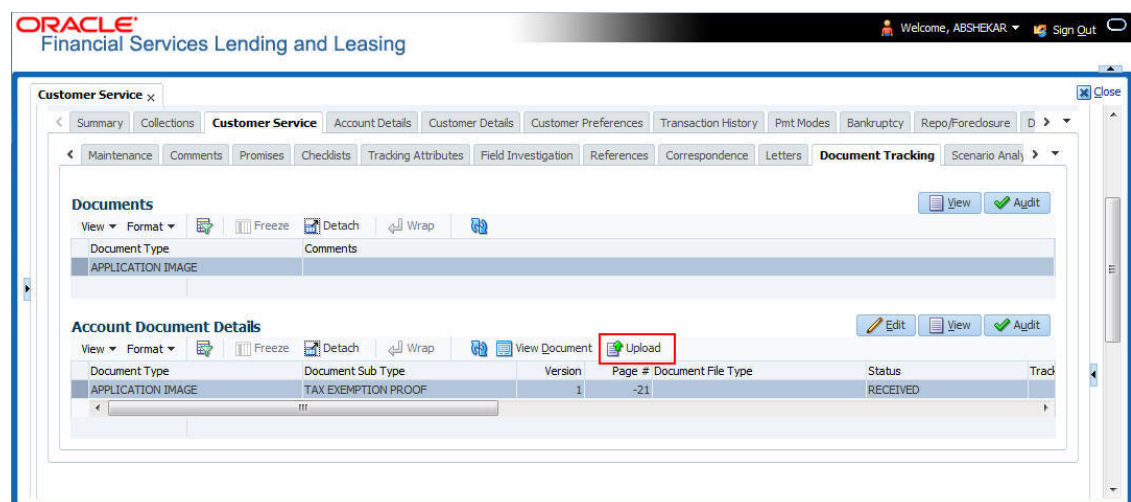 ORACLE
Financial Services Lending and Leasing
Welcome, ABSHEKAR Sign Out
Customer Service x Close
Summary Collections Customer Service Account Details Customer Details Customer Preferences Transaction History Pmt Modes Bankruptcy Repo/Foreclosure D
Maintenance Comments Promises Checklists Tracking Attributes Field Investigation References Correspondence Letters Document Tracking Scenario Analy
Documents View Audit
View Format Freeze Detach Wrap
Document Type Comments
APPLICATION IMAGE
Account Document Details Edit View Audit
View Format Freeze Detach Wrap View Document Upload
Document Type Document Sub Type Version Page # Document File Type Status Track
APPLICATION IMAGE TAX EXEMPTION PROOF 1 -21 RECEIVED